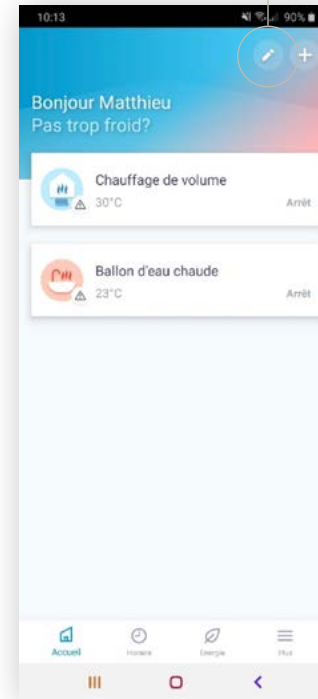 10:13
90%
Bonjour Matthieu
Pas trop froid?
Chauffage de volume
30°C
Arrêt
Ballon d'eau chaude
23°C
Arrêt
Accueil
Horaire
Energie
Plus